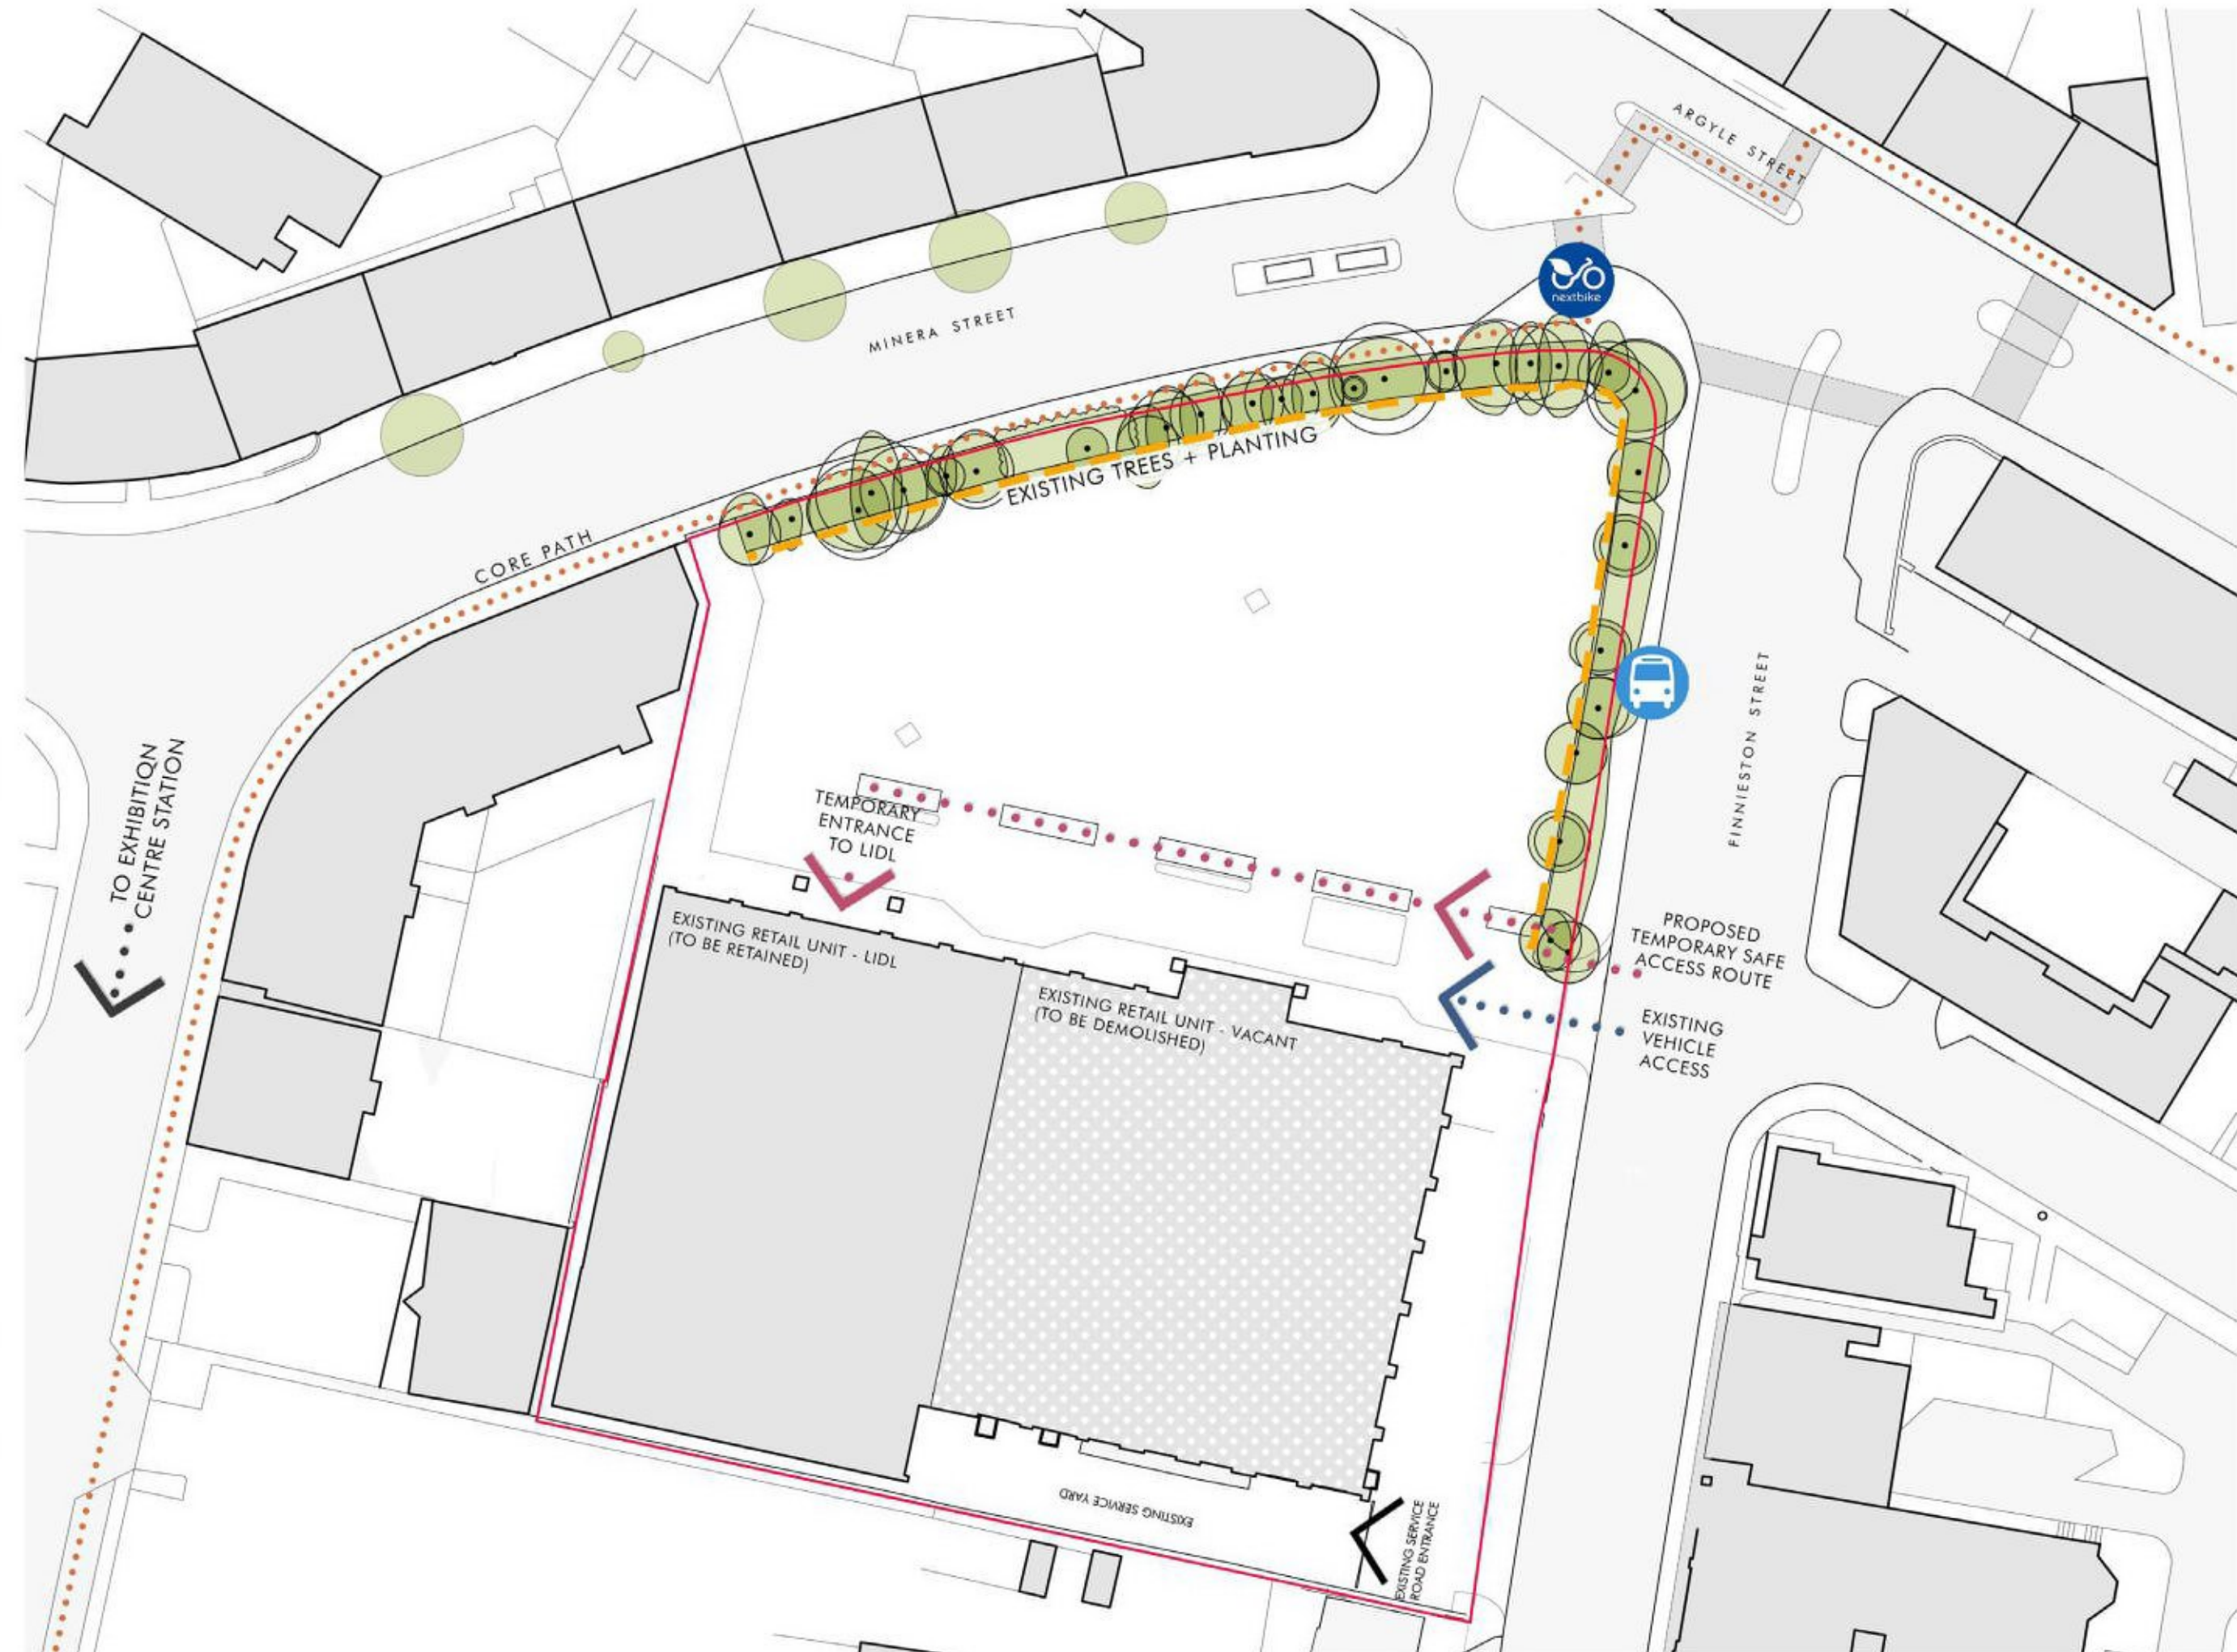 ARGYLE STREET
nextbike
MINERA STREET
EXISTING TREES + PLANTING
CORE PATH
TO EXHIBITION
CENTRE STATION
FINNIESTON STREET
TEMPORARY
ENTRANCE
TO LIDL
EXISTING RETAIL UNIT - LIDL
(TO BE RETAINED)
PROPOSED
TEMPORARY SAFE
ACCESS ROUTE
EXISTING RETAIL UNIT - VACANT
(TO BE DEMOLISHED)
EXISTING
VEHICLE
ACCESS
EXISTING SERVICE YARD
EXISTING SERVICE
ROAD ENTRANCE